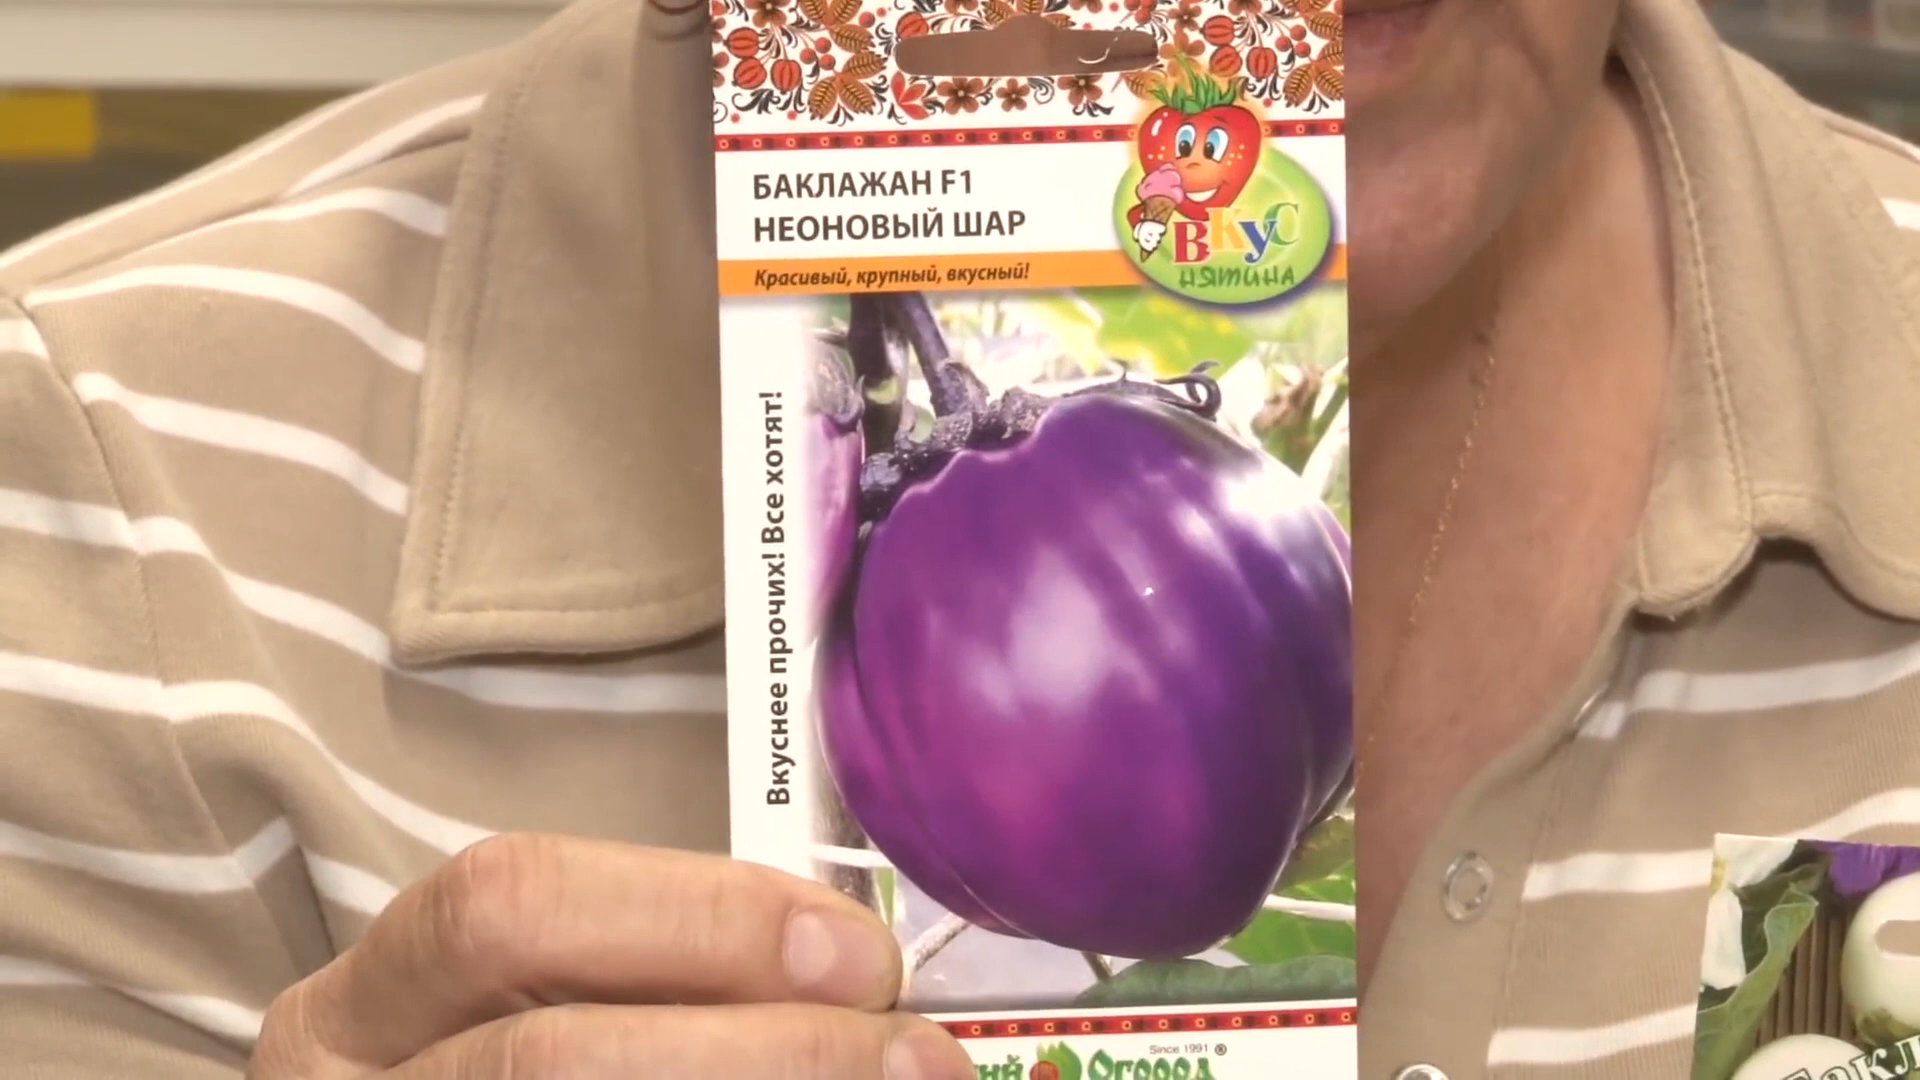 БАКЛАЖАН F1
НЕОНОВЫЙ ШАР
Красивый, крупный, вкусный!
Вкус
нятина
Вкуснее прочих! Все хотят!
Since 1991 ®
Огород